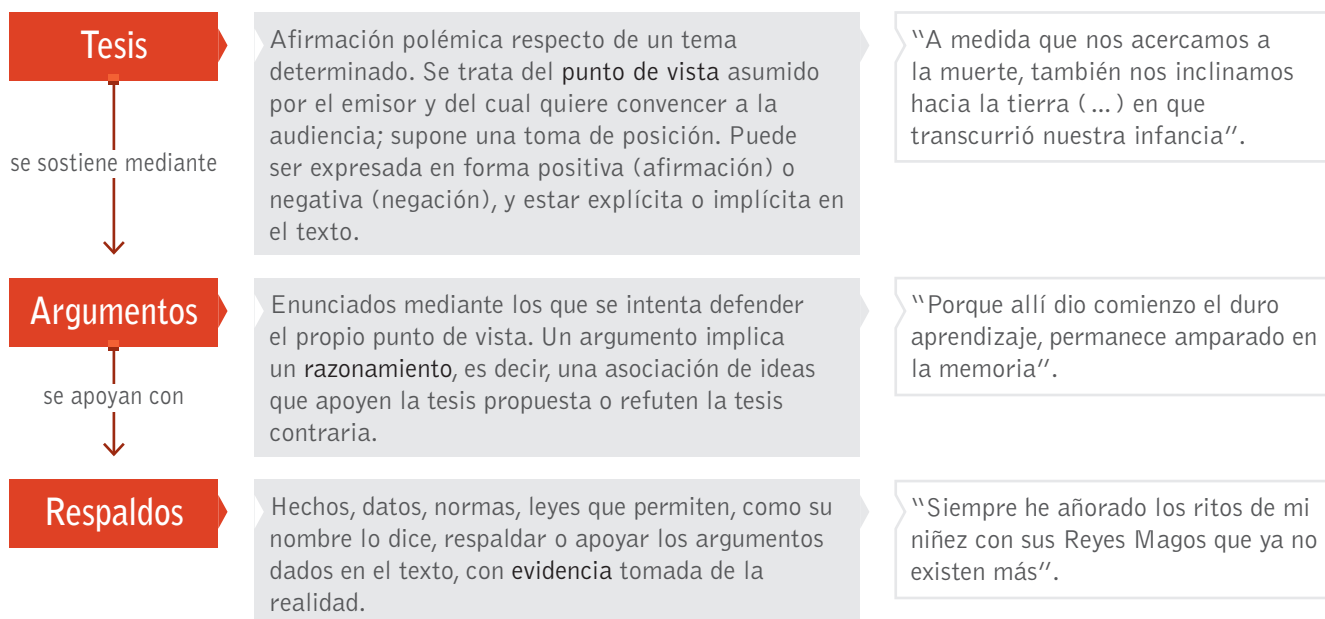 Tesis
Afirmación polémica respecto de un tema
determinado. Se trata del punto de vista asumido
por el emisor y del cual quiere convencer a la
audiencia; supone una toma de posición. Puede
ser expresada en forma positiva (afirmación) o
negativa (negación), y estar explícita o implícita en
el texto.
“A medida que nos acercamos a
la muerte, también nos inclinamos
hacia la tierra (...) en que
transcurrió nuestra infancia”.
se sostiene mediante
Argumentos
Enunciados mediante los que se intenta defender
el propio punto de vista. Un argumento implica
un razonamiento, es decir, una asociación de ideas
que apoyen la tesis propuesta o refuten la tesis
contraria.
“Porque allí dio comienzo el duro
aprendizaje, permanece amparado en
la memoria”.
se apoyan con
Respaldos
Hechos, datos, normas, leyes que permiten, como su
nombre lo dice, respaldar o apoyar los argumentos
dados en el texto, con evidencia tomada de la
realidad.
“Siempre he añorado los ritos de mi
niñez con sus Reyes Magos que ya no
existen más”.